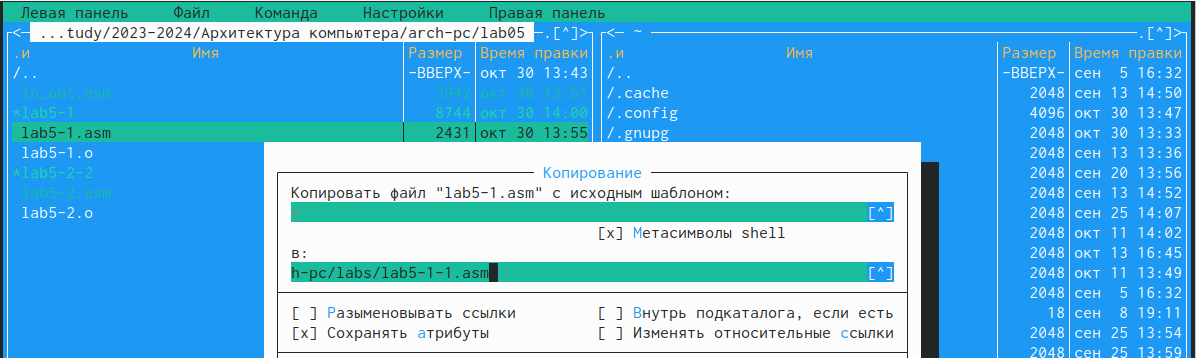 Левая панель Файл Команда Настройки Правая панель
<─ ...tudy/2023-2024/Архитектура компьютера/arch-pc/lab05 .[^]> <─ ~ .[^]>
.и Имя Размер Время правки .и Имя Размер Время правки
/.. -ВВЕРХ- окт 30 13:43 /.. -ВВЕРХ- сен 5 16:32
in_out.asm 3942 окт 30 13:51 /.cache 2048 сен 13 14:50
*lab5-1 8744 окт 30 14:00 /.config 4096 окт 30 13:47
lab5-1.asm 2431 окт 30 13:55 /.gnupg 2048 окт 30 13:33
lab5-1.o 2048 сен 13 13:36
*lab5-2-2 Копирование 2048 сен 20 13:56
lab5-2.asm Копировать файл "lab5-1.asm" с исходным шаблоном: 2048 сен 13 14:52
lab5-2.o * [^] 2048 сен 25 14:07
[x] Метасимволы shell 2048 окт 11 14:02
в: 2048 окт 13 16:45
h-pc/labs/lab5-1-1.asm [^] 2048 окт 11 13:49
2048 сен 5 16:32
[ ] Разыменовывать ссылки [ ] Внутрь подкаталога, если есть 18 сен 8 19:11
[x] Сохранять атрибуты [ ] Изменять относительные ссылки 2048 сен 25 13:54
2048 сен 25 13:59